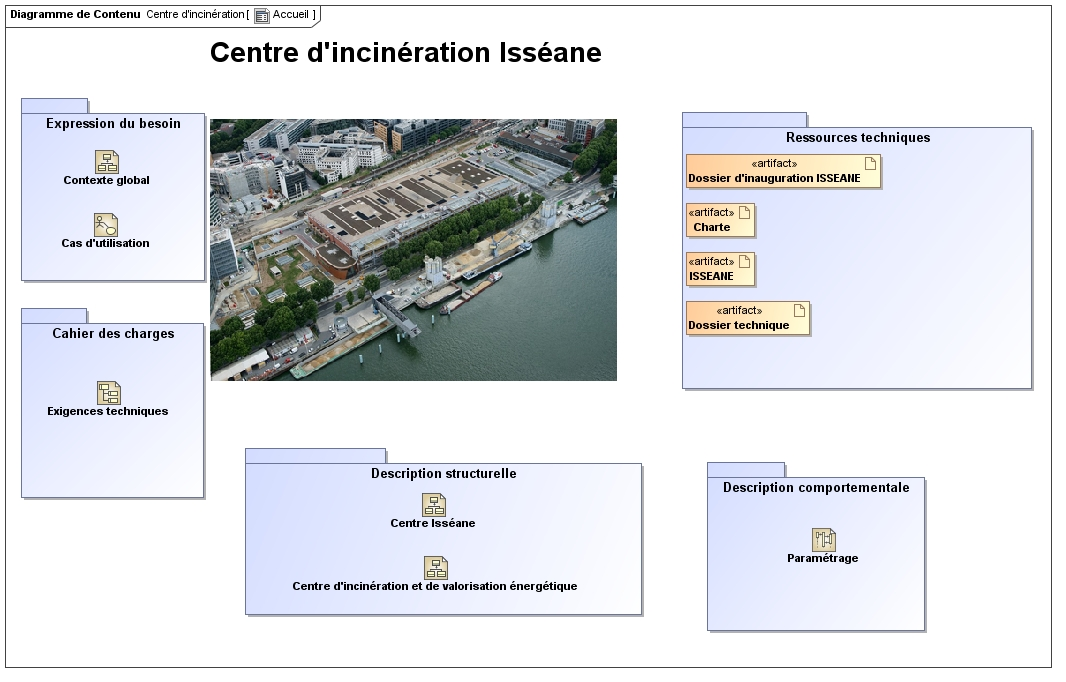 Diagramme de Contenu Centre d'incinération [ Accueil ]
Centre d'incinération Isséane
Expression du besoin
Contexte global
Cas d'utilisation
Cahier des charges
Exigences techniques
Ressources techniques
«artifact»
Dossier d'inauguration ISSEANE
«artifact»
Charte
«artifact»
ISSEANE
«artifact»
Dossier technique
Description structurelle
Centre Isséane
Centre d'incinération et de valorisation énergétique
Description comportementale
Paramétrage